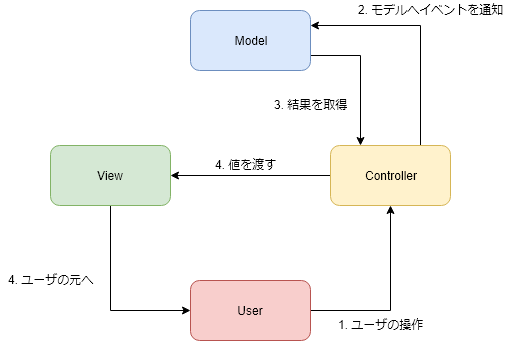 2. モデルへイベントを通知
Model
3. 結果を取得
4. 値を渡す
View
Controller
4. ユーザの元へ
User
1. ユーザの操作